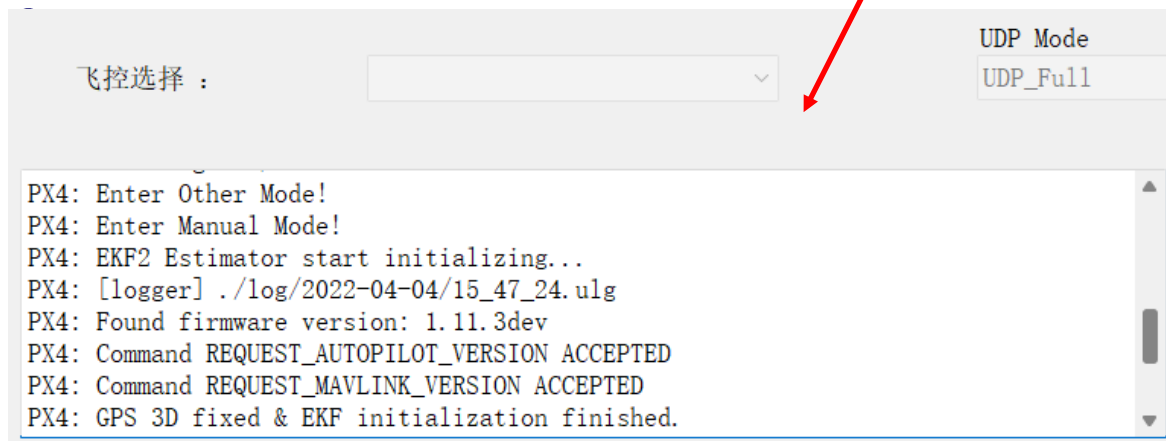 UDP Mode
飞控选择 ：
UDP_Full
PX4: Enter Other Mode!
PX4: Enter Manual Mode!
PX4: EKF2 Estimator start initializing...
PX4: [logger] ./log/2022-04-04/15_47_24.ulg
PX4: Found firmware version: 1.11.3dev
PX4: Command REQUEST_AUTOPILOT_VERSION ACCEPTED
PX4: Command REQUEST_MAVLINK_VERSION ACCEPTED
PX4: GPS 3D fixed & EKF initialization finished.